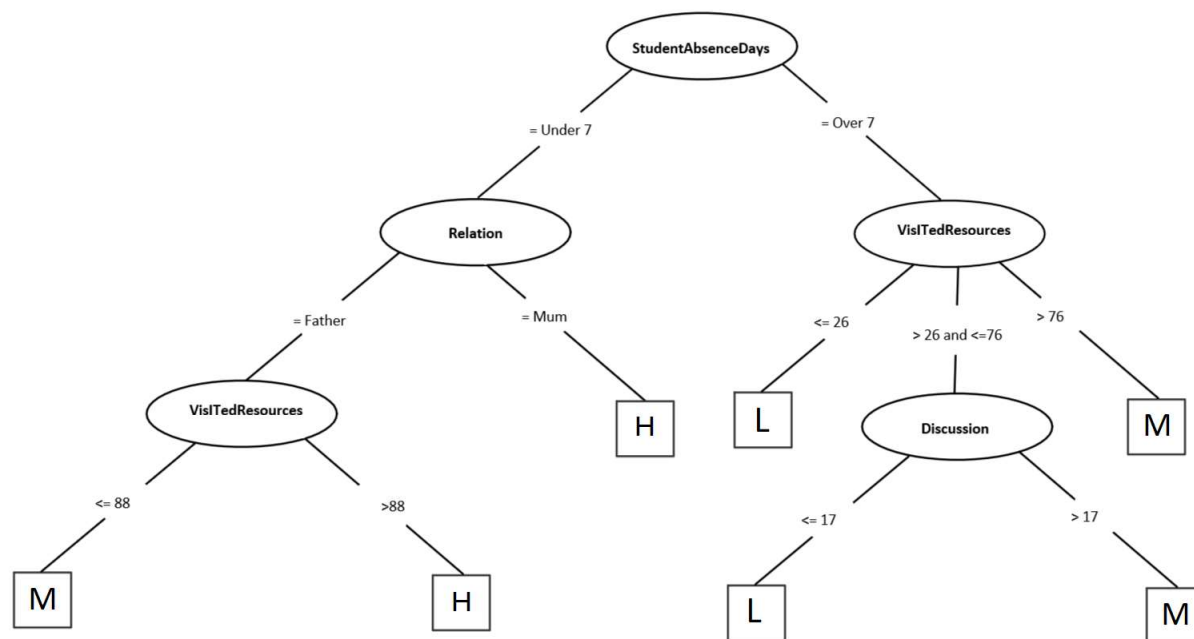 StudentAbsenceDays
= Under 7
= Over 7
Relation
VisITedResources
= Father
= Mum
<= 26
> 26 and <=76
> 76
VisITedResources
H
L
Discussion
M
<= 88
>88
<= 17
> 17
M
H
L
M